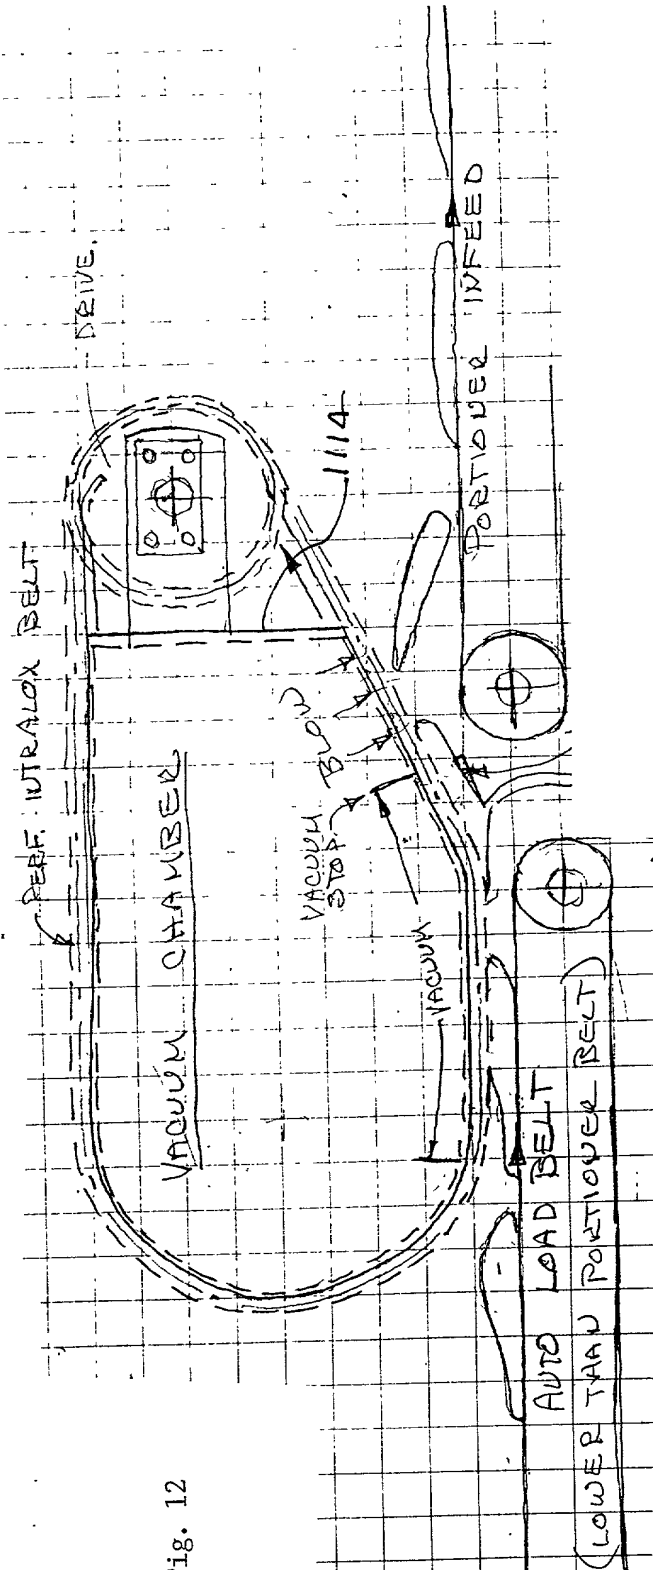 PERF. INTRALOX BELT
DRIVE.
VACUUM CHAMBER
1114
BLOW
VACUUM
STOP.
VACUUM
PORTIONER INFEED
AUTO LOAD BELT
(LOWER THAN PORTIONER BELT)
ig. 12